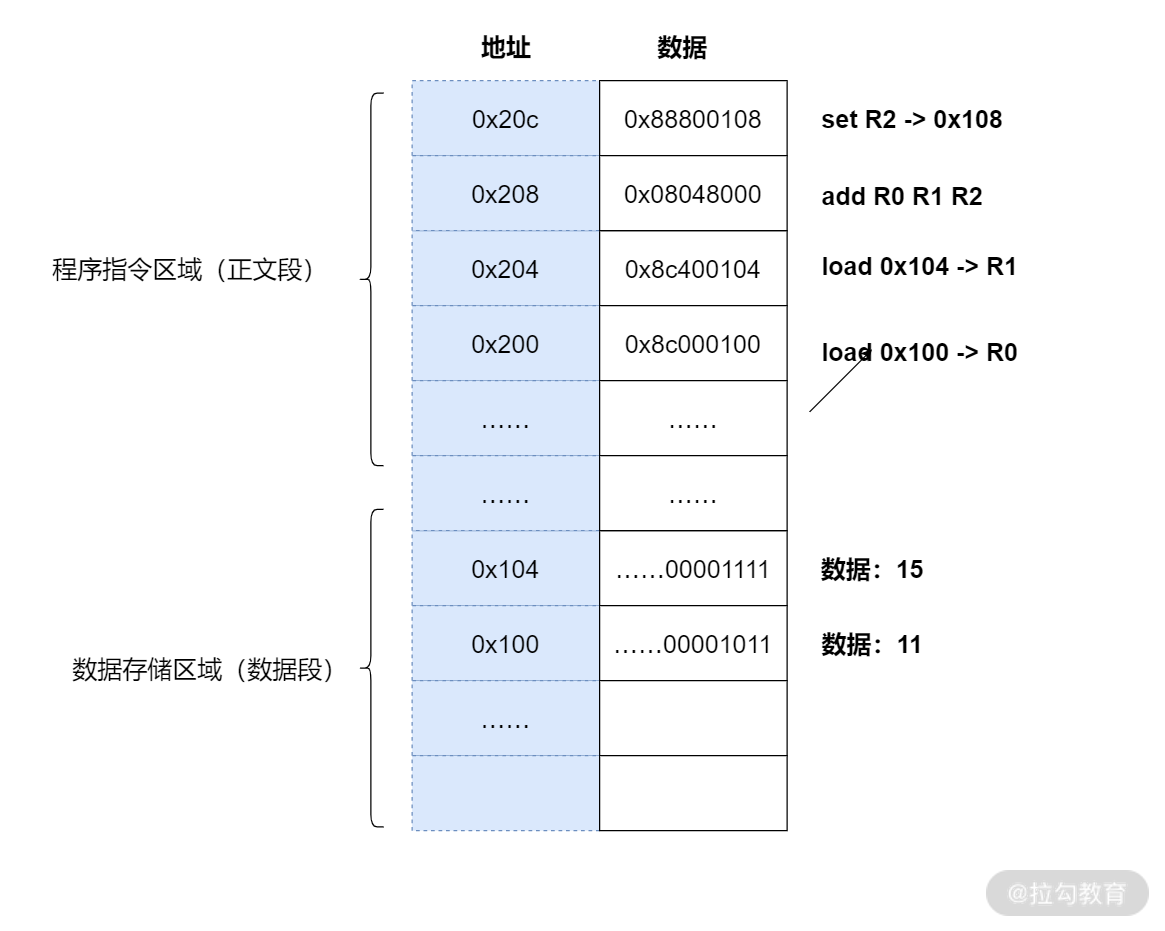 地址 数据
0x20c 0x88800108 set R2 -> 0x108
0x208 0x08048000 add R0 R1 R2
程序指令区域（正文段） 0x204 0x8c400104 load 0x104 -> R1
0x200 0x8c000100 load 0x100 -> R0
…… ……
…… ……
0x104 ……00001111 数据：15
0x100 ……00001011 数据：11
数据存储区域（数据段）
……
@拉勾教育